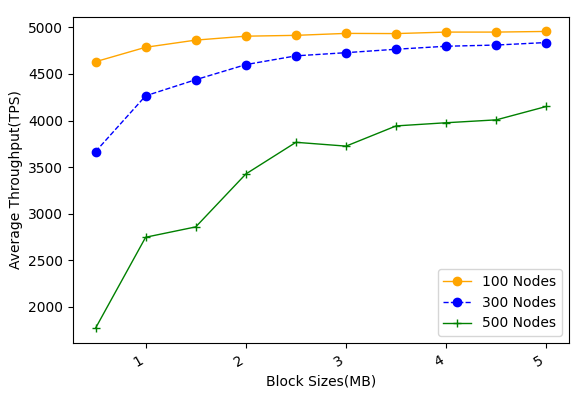 5000
4500
4000
3500
3000
2500
2000
Average Throughput(TPS)
100 Nodes
300 Nodes
500 Nodes
1 2 3 4 5
Block Sizes(MB)